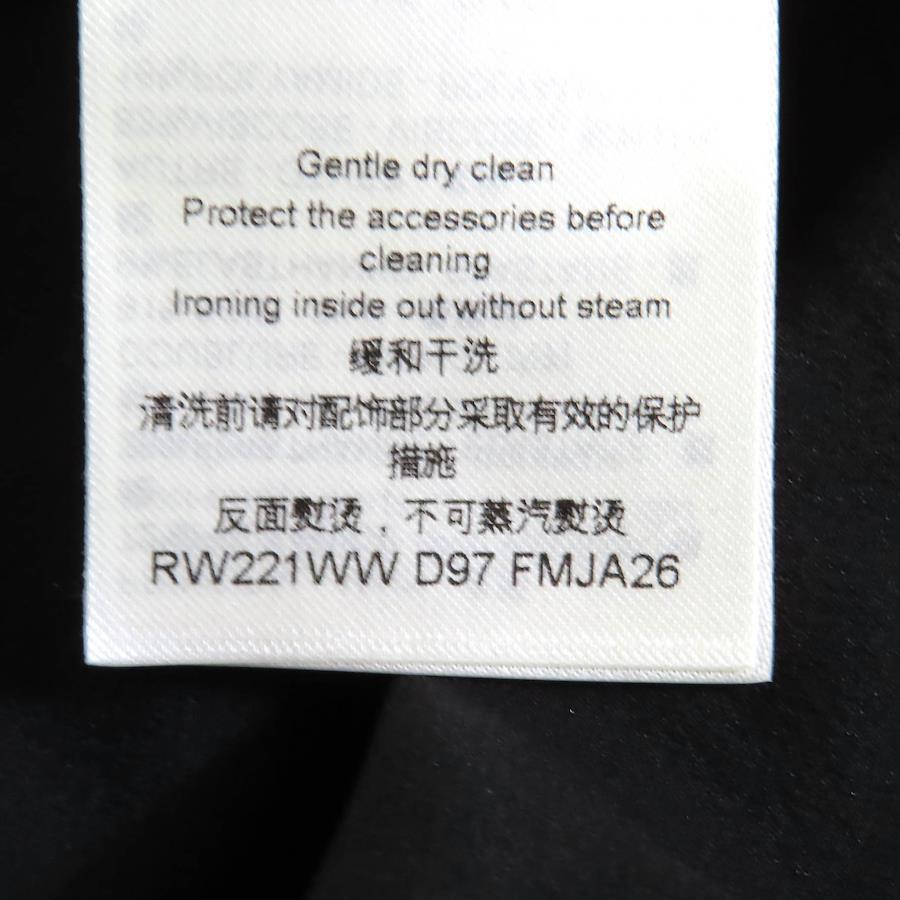 Gentle dry clean
Protect the accessories before
cleaning
Ironing inside out without steam
缓和干洗
清洗前请对配饰部分采取有效的保护
措施
反面熨烫，不可蒸汽熨烫
RW221WW D97 FMJA26